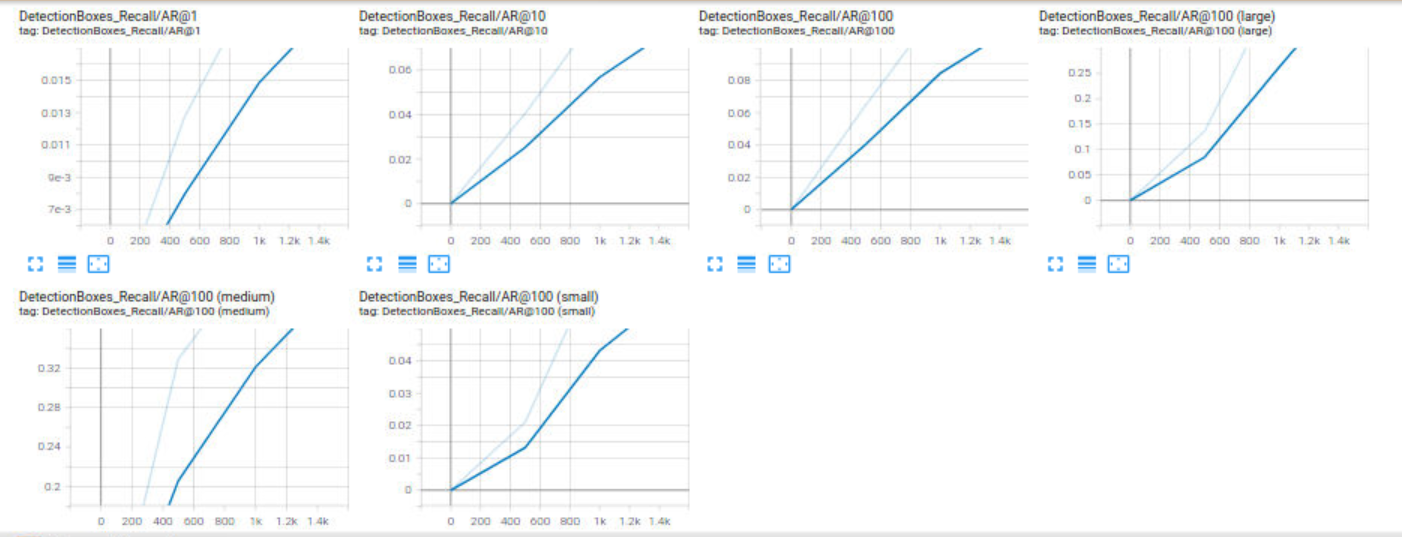 DetectionBoxes_Recall/AR@1
tag: DetectionBoxes_Recall/AR@1
0.015
0.013
0.011
9e-3
7e-3
0 200 400 600 800 1k 1.2k 1.4k
DetectionBoxes_Recall/AR@10
tag: DetectionBoxes_Recall/AR@10
0.06
0.04
0.02
0
0 200 400 600 800 1k 1.2k 1.4k
DetectionBoxes_Recall/AR@100
tag: DetectionBoxes_Recall/AR@100
0.08
0.06
0.04
0.02
0
0 200 400 600 800 1k 1.2k 1.4k
DetectionBoxes_Recall/AR@100 (large)
tag: DetectionBoxes_Recall/AR@100 (large)
0.25
0.2
0.15
0.1
0.05
0
0 200 400 600 800 1k 1.2k 1.4k
DetectionBoxes_Recall/AR@100 (medium)
tag: DetectionBoxes_Recall/AR@100 (medium)
0.32
0.28
0.24
0.2
0 200 400 600 800 1k 1.2k 1.4k
DetectionBoxes_Recall/AR@100 (small)
tag: DetectionBoxes_Recall/AR@100 (small)
0.04
0.03
0.02
0.01
0
0 200 400 600 800 1k 1.2k 1.4k